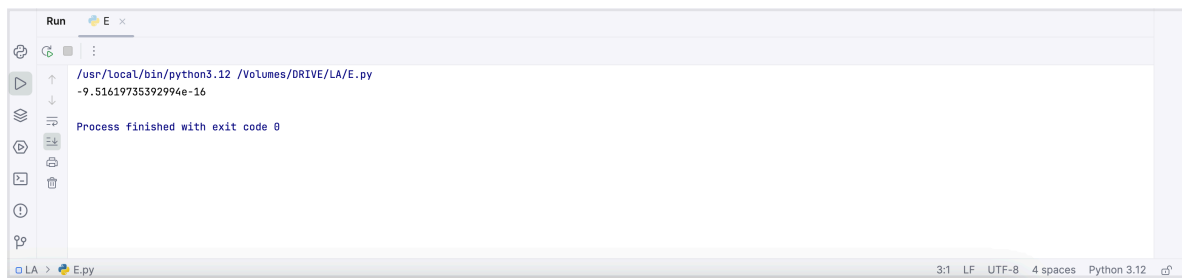 Run E
/usr/local/bin/python3.12 /Volumes/DRIVE/LA/E.py
-9.51619735392994e-16
Process finished with exit code 0
LA > E.py 3:1 LF UTF-8 4 spaces Python 3.12